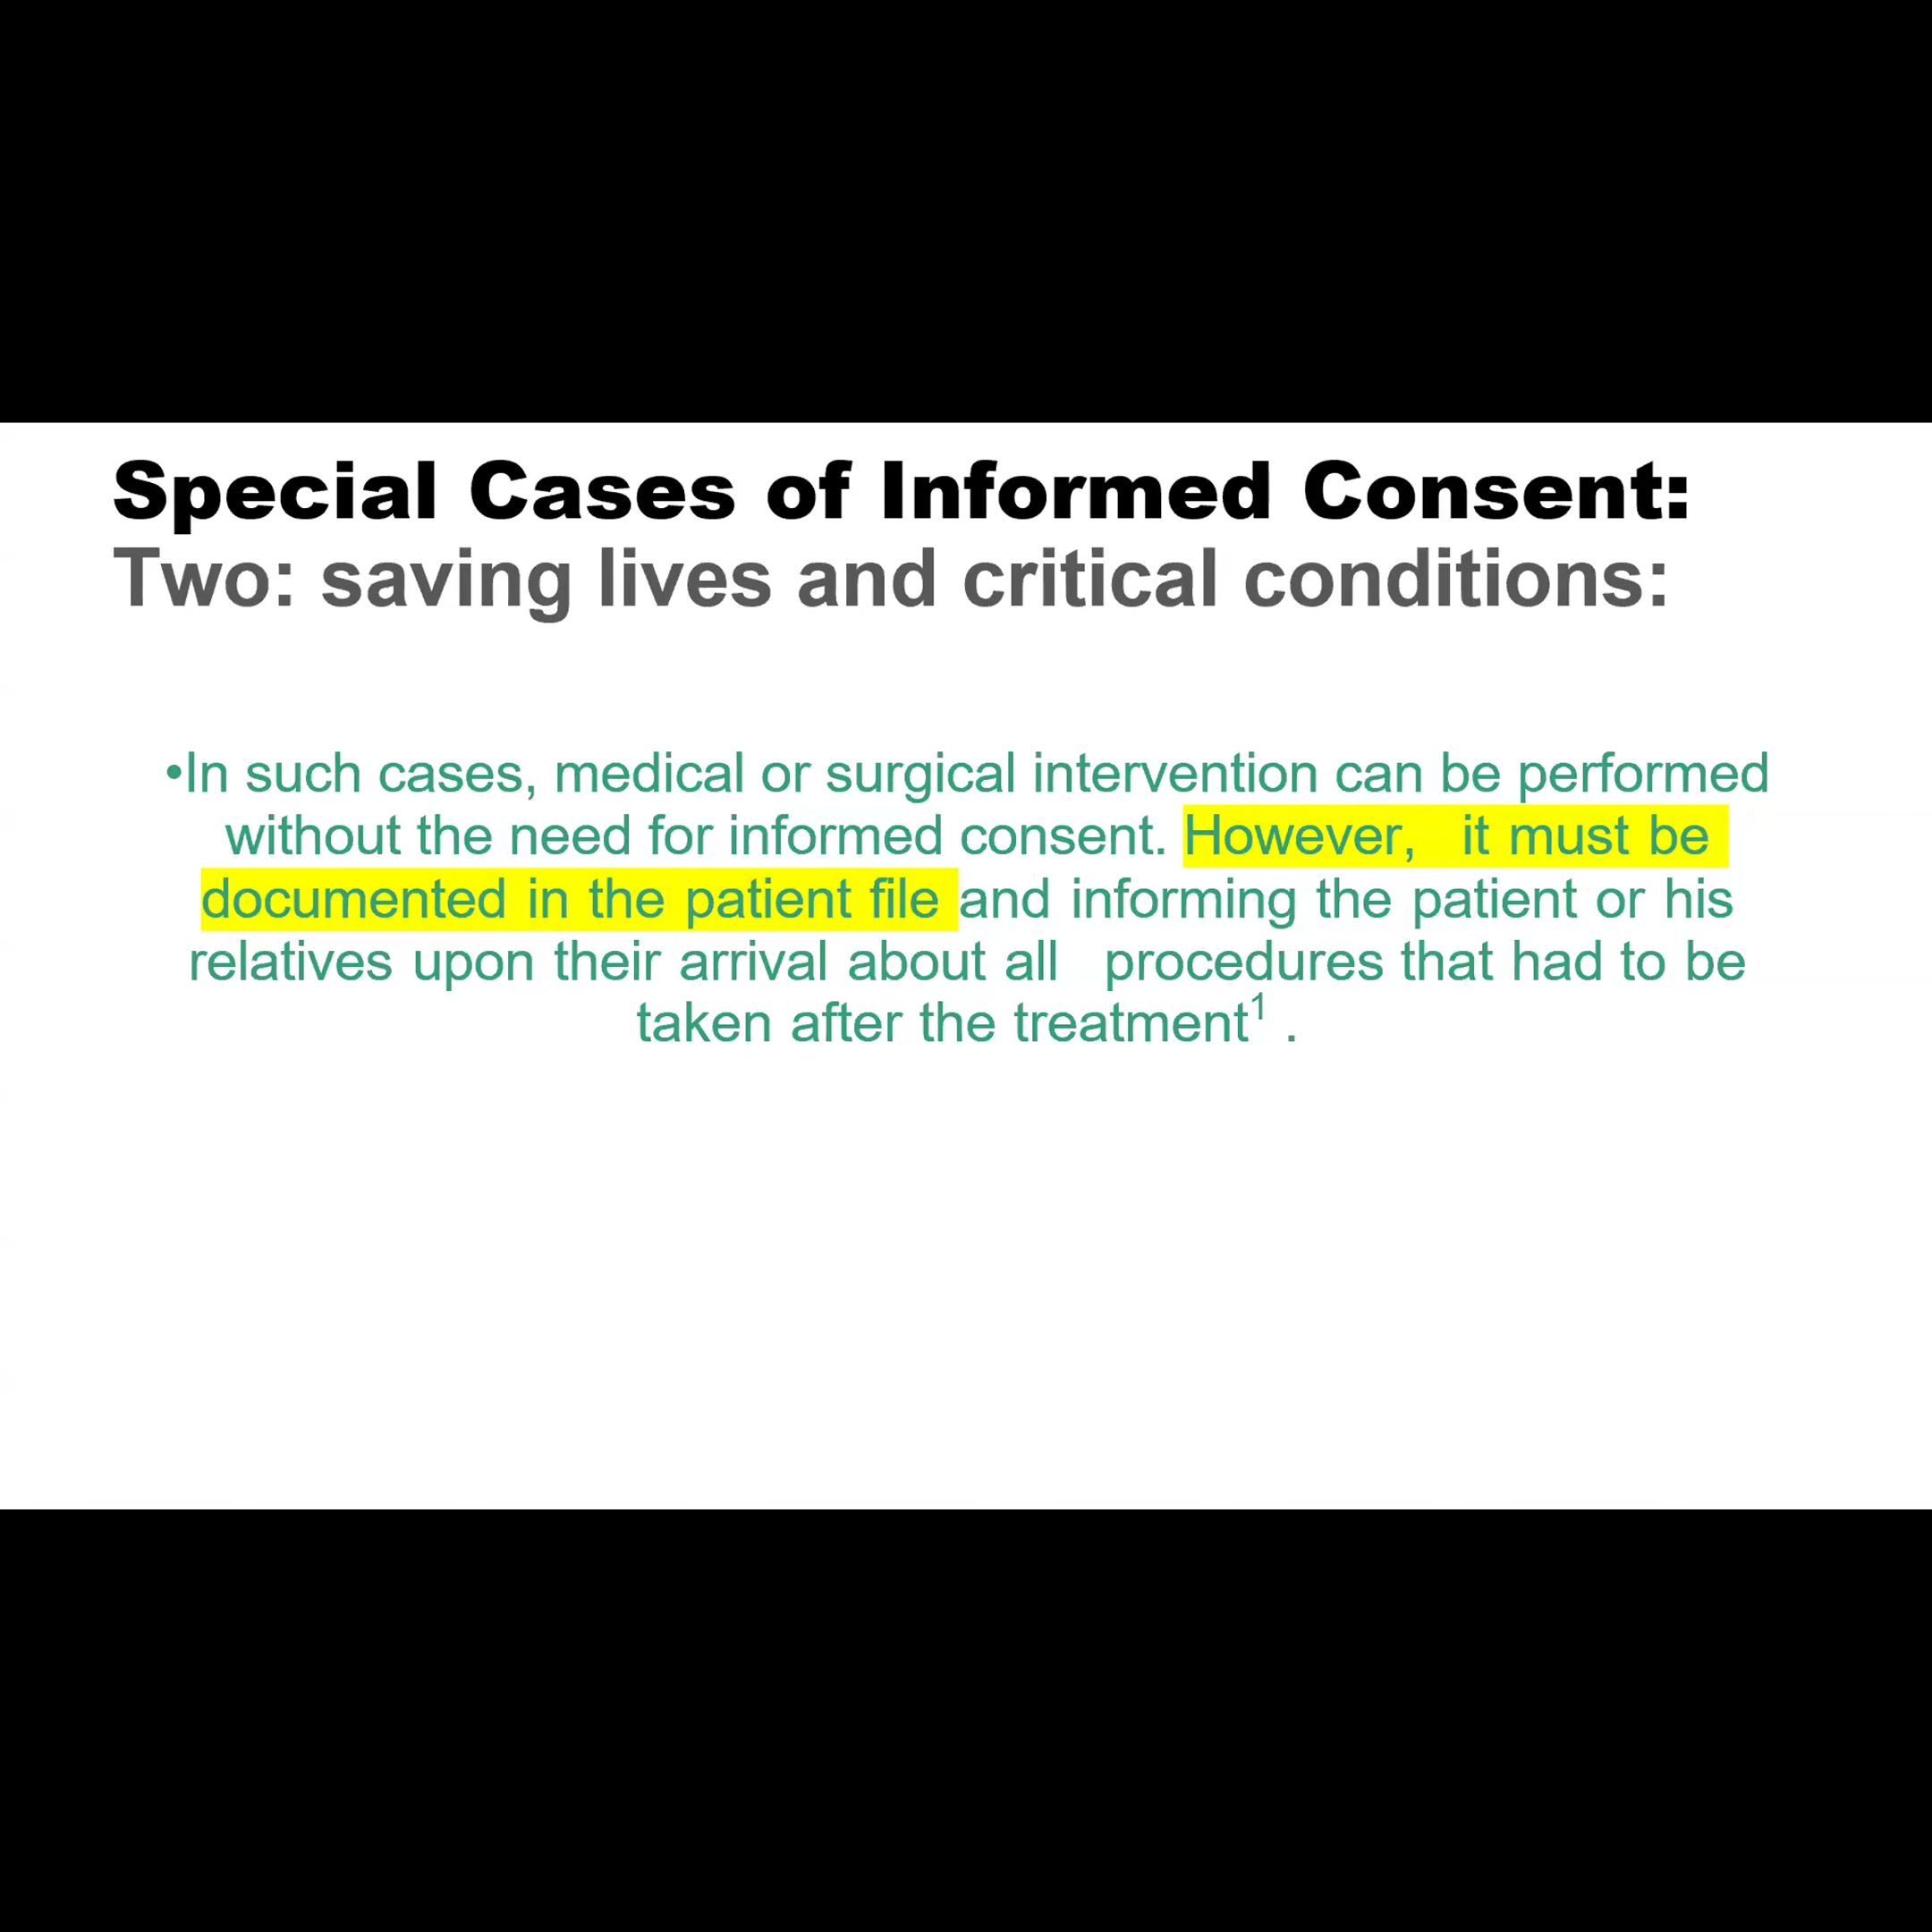 Special Cases of Informed Consent:
Two: saving lives and critical conditions:
•In such cases, medical or surgical intervention can be performed
without the need for informed consent. However, it must be
documented in the patient file and informing the patient or his
relatives upon their arrival about all procedures that had to be
taken after the treatment¹ .